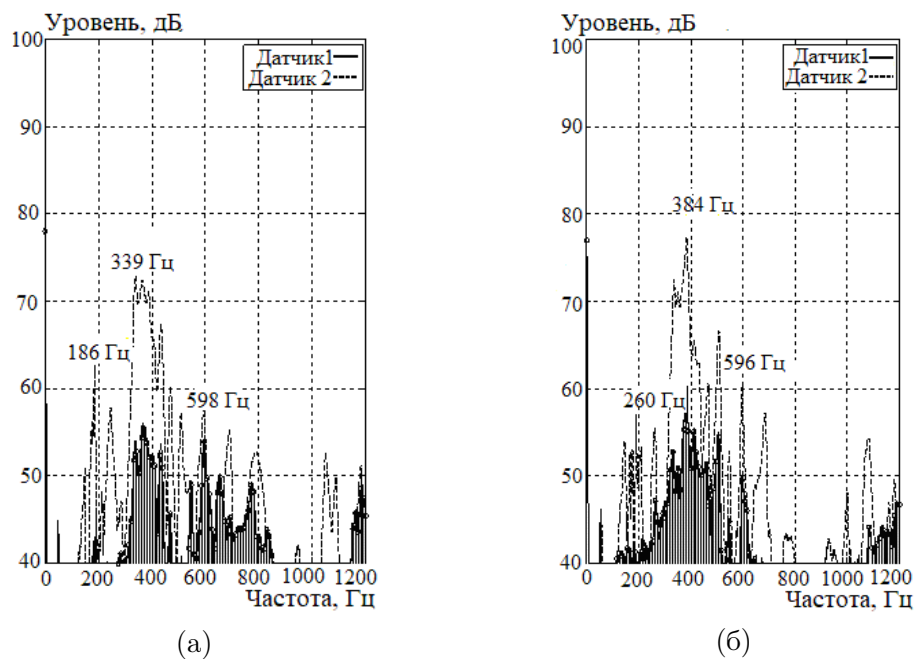 Уровень, дБ
100
Датчик1
Датчик 2
90
80
339 Гц
70
186 Гц
60
598 Гц
50
40
0 200 400 600 800 1000 1200
Частота, Гц
(а)
Уровень, дБ
100
Датчик1
Датчик 2
90
80
384 Гц
70
596 Гц
60
260 Гц
50
40
0 200 400 600 800 1000 1200
Частота, Гц
(б)